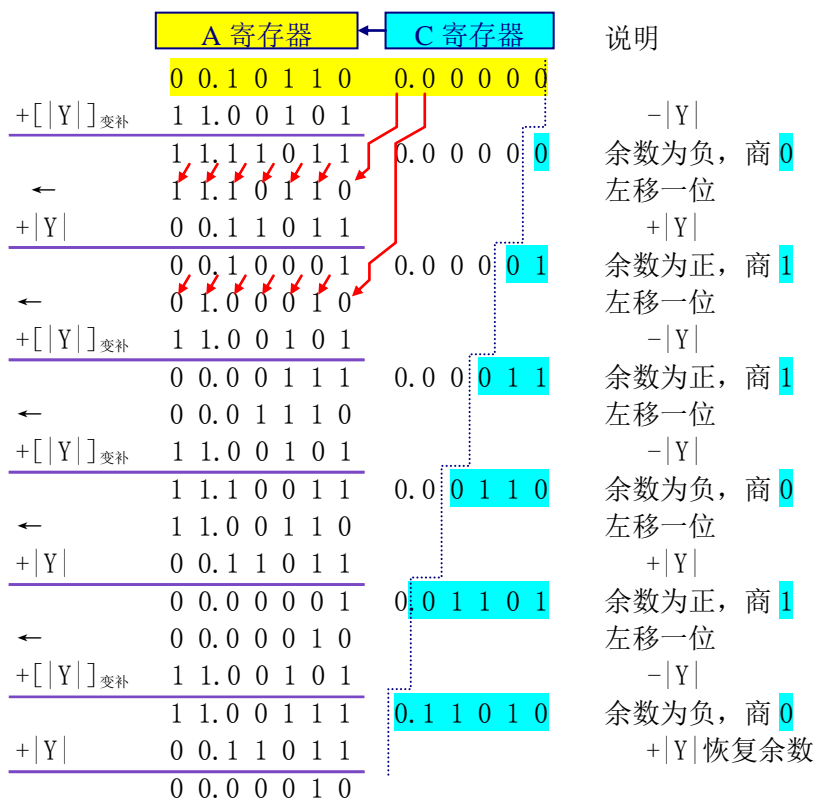 A 寄存器 ← C 寄存器 说明
0 0.1 0 1 1 0 0.0 0 0 0 0
+[|Y|]变补 1 1.0 0 1 0 1 -|Y|
1 1.1 1 0 1 1 0.0 0 0 0 0 余数为负，商 0
← 1 1.1 0 1 1 0 左移一位
+|Y| 0 0.1 1 0 1 1 +|Y|
0 0.1 0 0 0 1 0.0 0 0 0 1 余数为正，商 1
← 0 1.0 0 0 1 0 左移一位
+[|Y|]变补 1 1.0 0 1 0 1 -|Y|
0 0.0 0 1 1 1 0.0 0 0 1 1 余数为正，商 1
← 0 0.0 1 1 1 0 左移一位
+[|Y|]变补 1 1.0 0 1 0 1 -|Y|
1 1.1 0 0 1 1 0.0 0 1 1 0 余数为负，商 0
← 1 1.0 0 1 1 0 左移一位
+|Y| 0 0.1 1 0 1 1 +|Y|
0 0.0 0 0 0 1 0.0 1 1 0 1 余数为正，商 1
← 0 0.0 0 0 1 0 左移一位
+[|Y|]变补 1 1.0 0 1 0 1 -|Y|
1 1.0 0 1 1 1 0.1 1 0 1 0 余数为负，商 0
+|Y| 0 0.1 1 0 1 1 +|Y|恢复余数
0 0.0 0 0 1 0